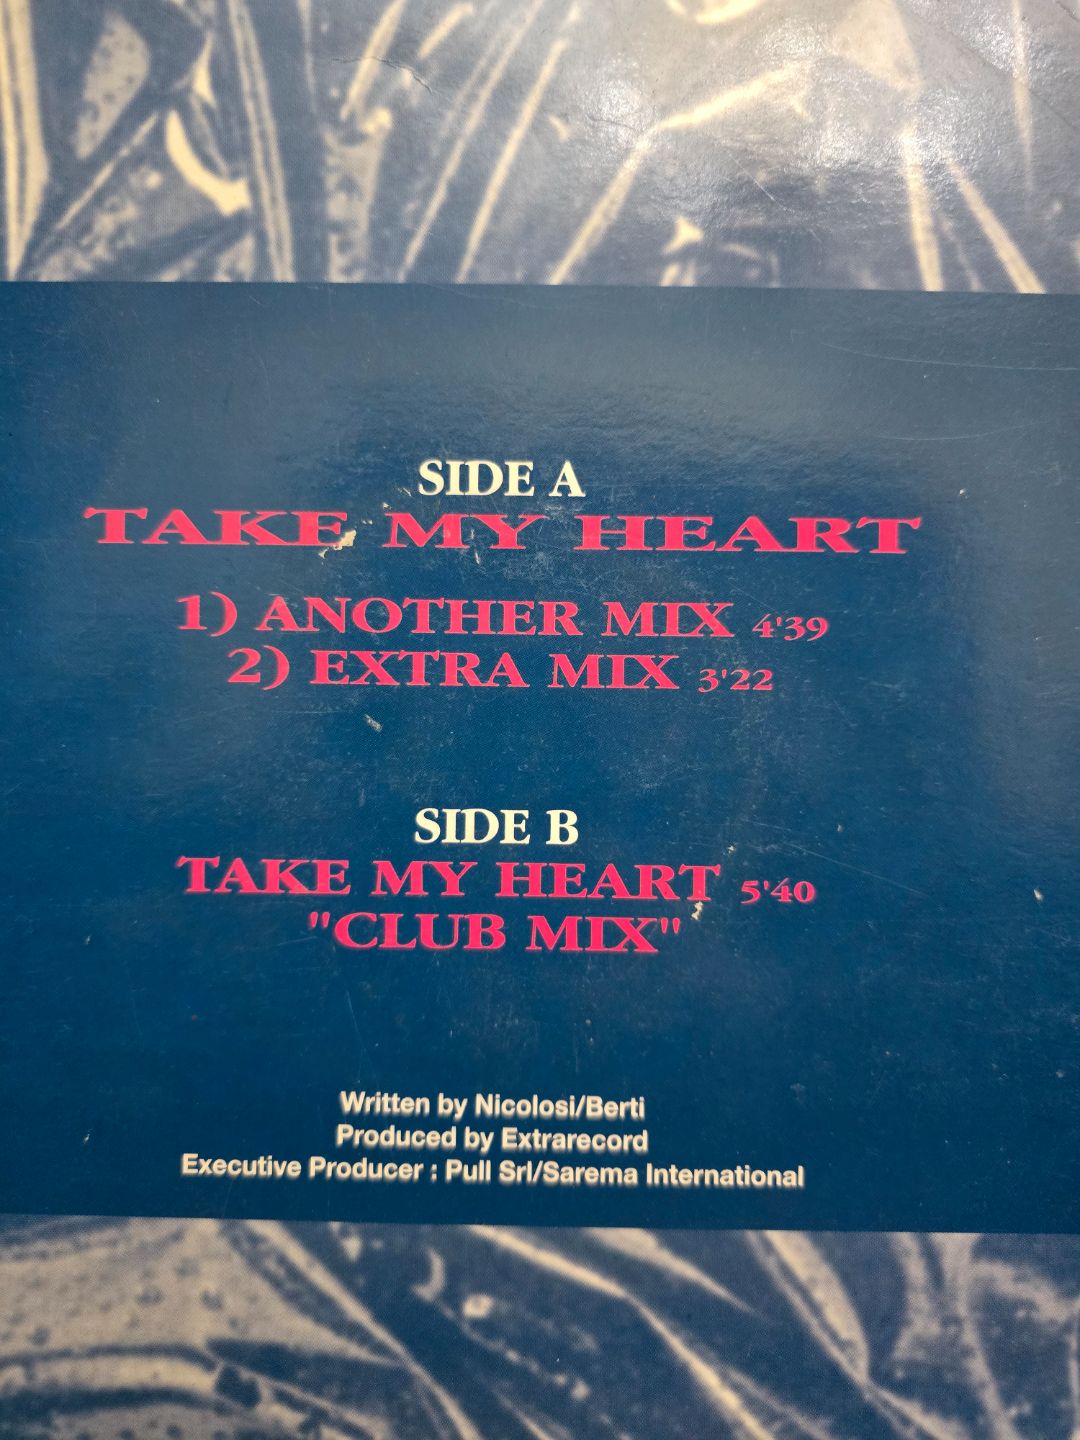 SIDE A
TAKE MY HEART
1) ANOTHER MIX 4'39
2) EXTRA MIX 3'22
SIDE B
TAKE MY HEART 5'40
"CLUB MIX"
Written by Nicolosi/Berti
Produced by Extrarecord
Executive Producer : Pull Srl/Sarema International